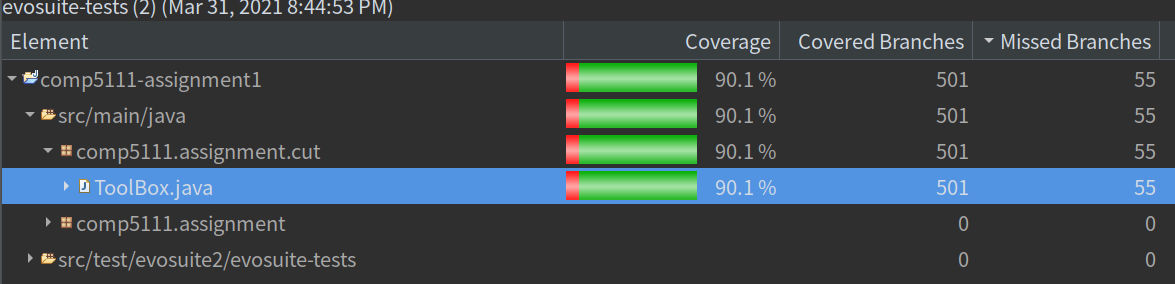 evosuite-tests (2) (Mar 31, 2021 8:44:53 PM)
Element Coverage Covered Branches Missed Branches
comp5111-assignment1 90.1 % 501 55
src/main/java 90.1 % 501 55
comp5111.assignment.cut 90.1 % 501 55
ToolBox.java 90.1 % 501 55
comp5111.assignment 0 0
src/test/evosuite2/evosuite-tests 0 0